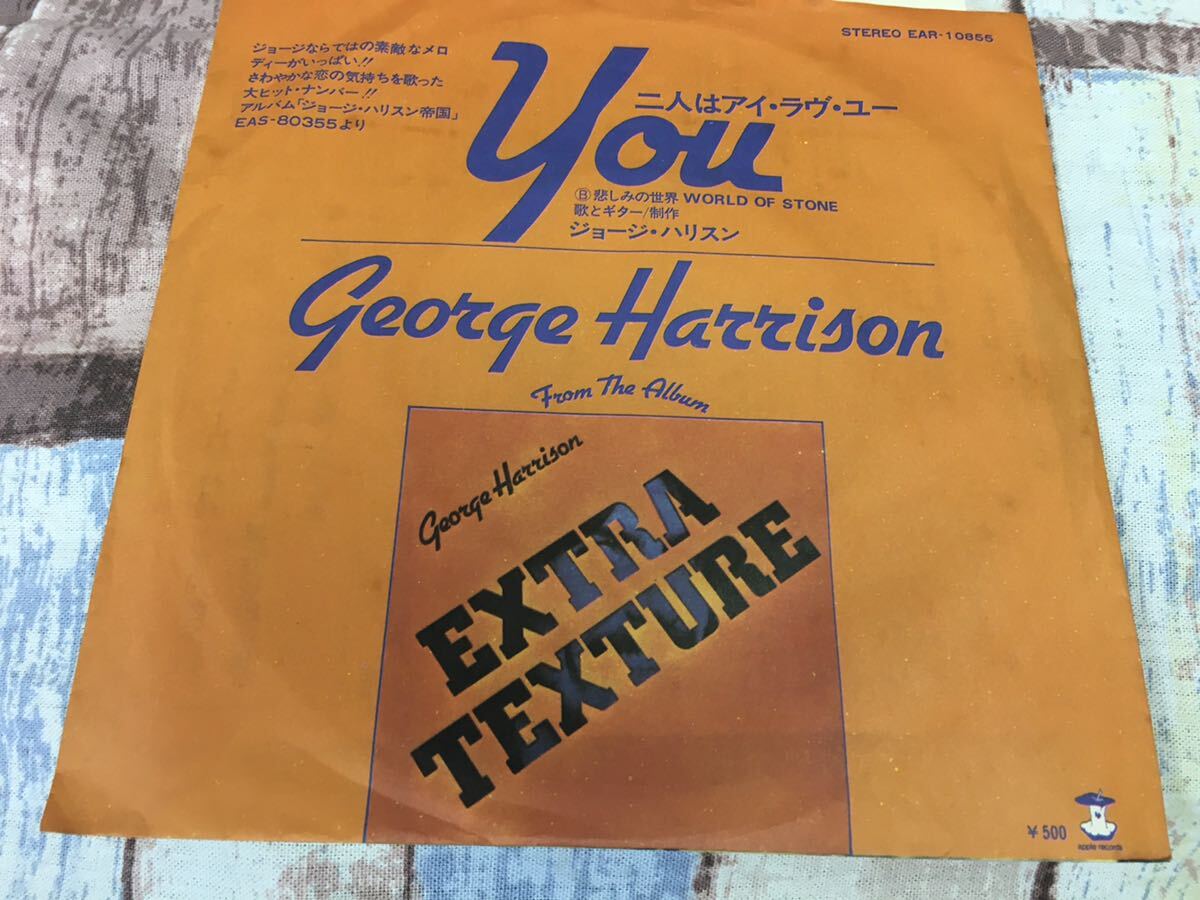 ジョージならではの素敵なメロ
ディーがいっぱい!!
さわやかな恋の気持ちを歌った
大ヒット・ナンバー!!
アルバム「ジョージ・ハリスン帝国」
EAS-80355より
STEREO EAR-10855
You
二人はアイ・ラヴ・ユー
Ⓑ悲しみの世界 WORLD OF STONE
歌とギター/制作
ジョージ・ハリスン
George Harrison
From The Album
George Harrison
EXTRA
TEXTURE
¥500
apple records